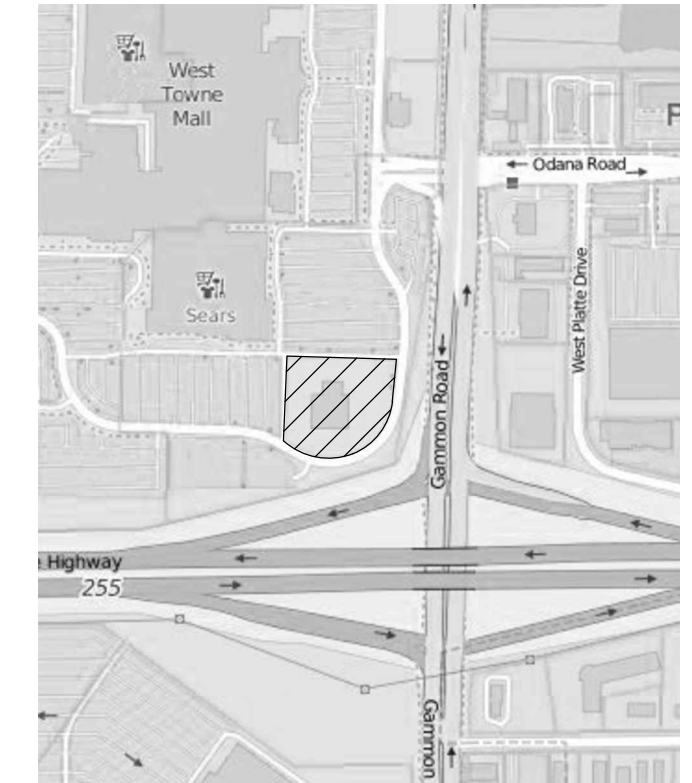 West
Towne
Mall
P
Odana Road
Sears
West Platte Drive
Gammon Road
e Highway
255
Gammon